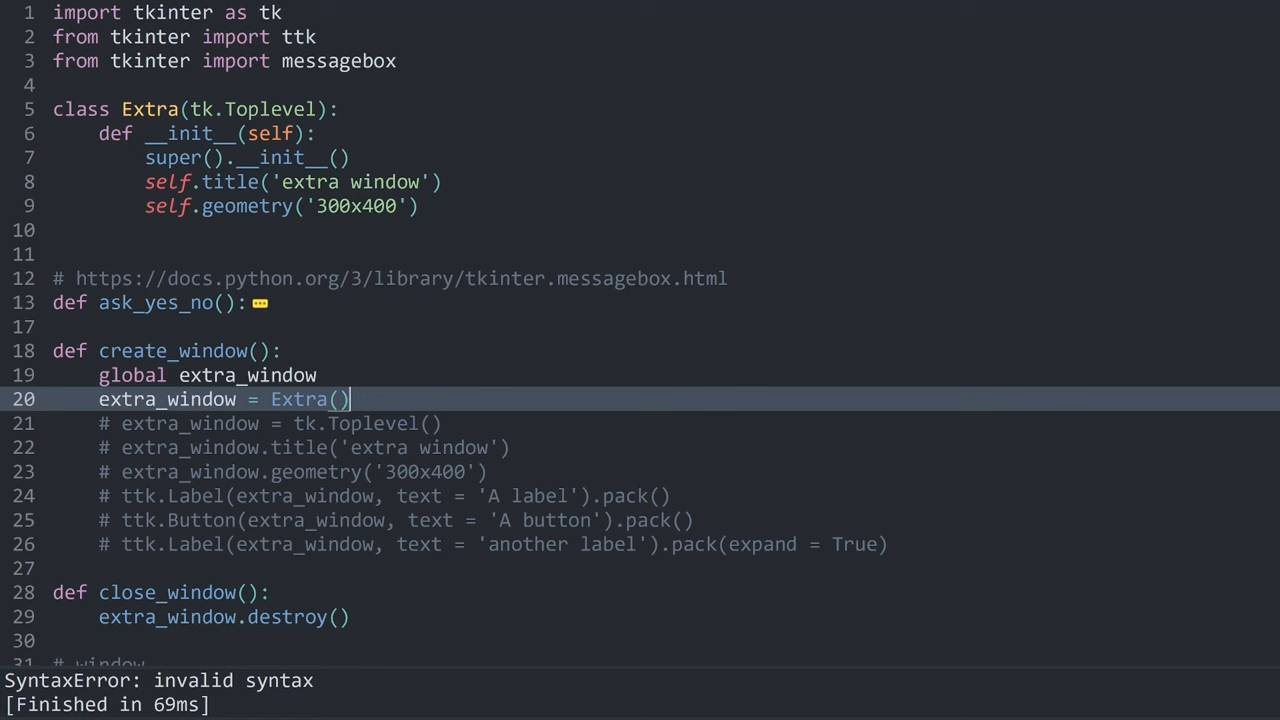 1 import tkinter as tk
2 from tkinter import ttk
3 from tkinter import messagebox
4
5 class Extra(tk.Toplevel):
6     def __init__(self):
7         super().__init__()
8         self.title('extra window')
9         self.geometry('300x400')
10
11
12 # https://docs.python.org/3/library/tkinter.messagebox.html
13 def ask_yes_no():
17
18 def create_window():
19     global extra_window
20     extra_window = Extra()
21     # extra_window = tk.Toplevel()
22     # extra_window.title('extra window')
23     # extra_window.geometry('300x400')
24     # ttk.Label(extra_window, text = 'A label').pack()
25     # ttk.Button(extra_window, text = 'A button').pack()
26     # ttk.Label(extra_window, text = 'another label').pack(expand = True)
27
28 def close_window():
29     extra_window.destroy()
30
31 # window
SyntaxError: invalid syntax
[Finished in 69ms]